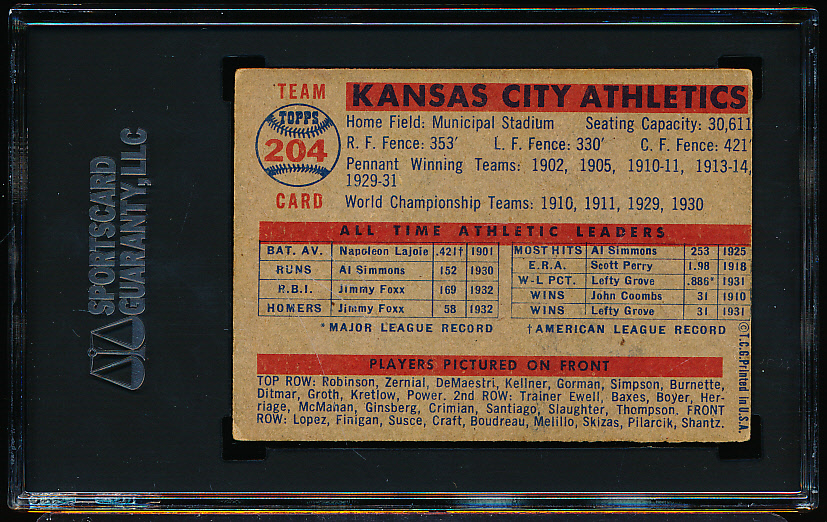 SPORTSCARD
GUARANTY, LLC
TEAM
TOPPS
204
CARD
KANSAS CITY ATHLETICS
Home Field: Municipal Stadium Seating Capacity: 30,611
R. F. Fence: 353' L. F. Fence: 330' C. F. Fence: 421'
Pennant Winning Teams: 1902, 1905, 1910-11, 1913-14,
1929-31
World Championship Teams: 1910, 1911, 1929, 1930
ALL TIME ATHLETIC LEADERS
BAT. AV. Napoleon Lajoie .421† 1901
RUNS Al Simmons 152 1930
R.B.I. Jimmy Foxx 169 1932
HOMERS Jimmy Foxx 58 1932
MOST HITS Al Simmons 253 1925
E.R.A. Scott Perry 1.98 1918
W-L PCT. Lefty Grove .886* 1931
WINS John Coombs 31 1910
WINS Lefty Grove 31 1931
*MAJOR LEAGUE RECORD †AMERICAN LEAGUE RECORD
©T.C.G. Printed in U.S.A.
PLAYERS PICTURED ON FRONT
TOP ROW: Robinson, Zernial, DeMaestri, Kellner, Gorman, Simpson, Burnette,
Ditmar, Groth, Kretlow, Power. 2nd ROW: Trainer Ewell, Baxes, Boyer, Her-
riage, McMahan, Ginsberg, Crimian, Santiago, Slaughter, Thompson. FRONT
ROW: Lopez, Finigan, Susce, Craft, Boudreau, Melillo, Skizas, Pilarcik, Shantz.